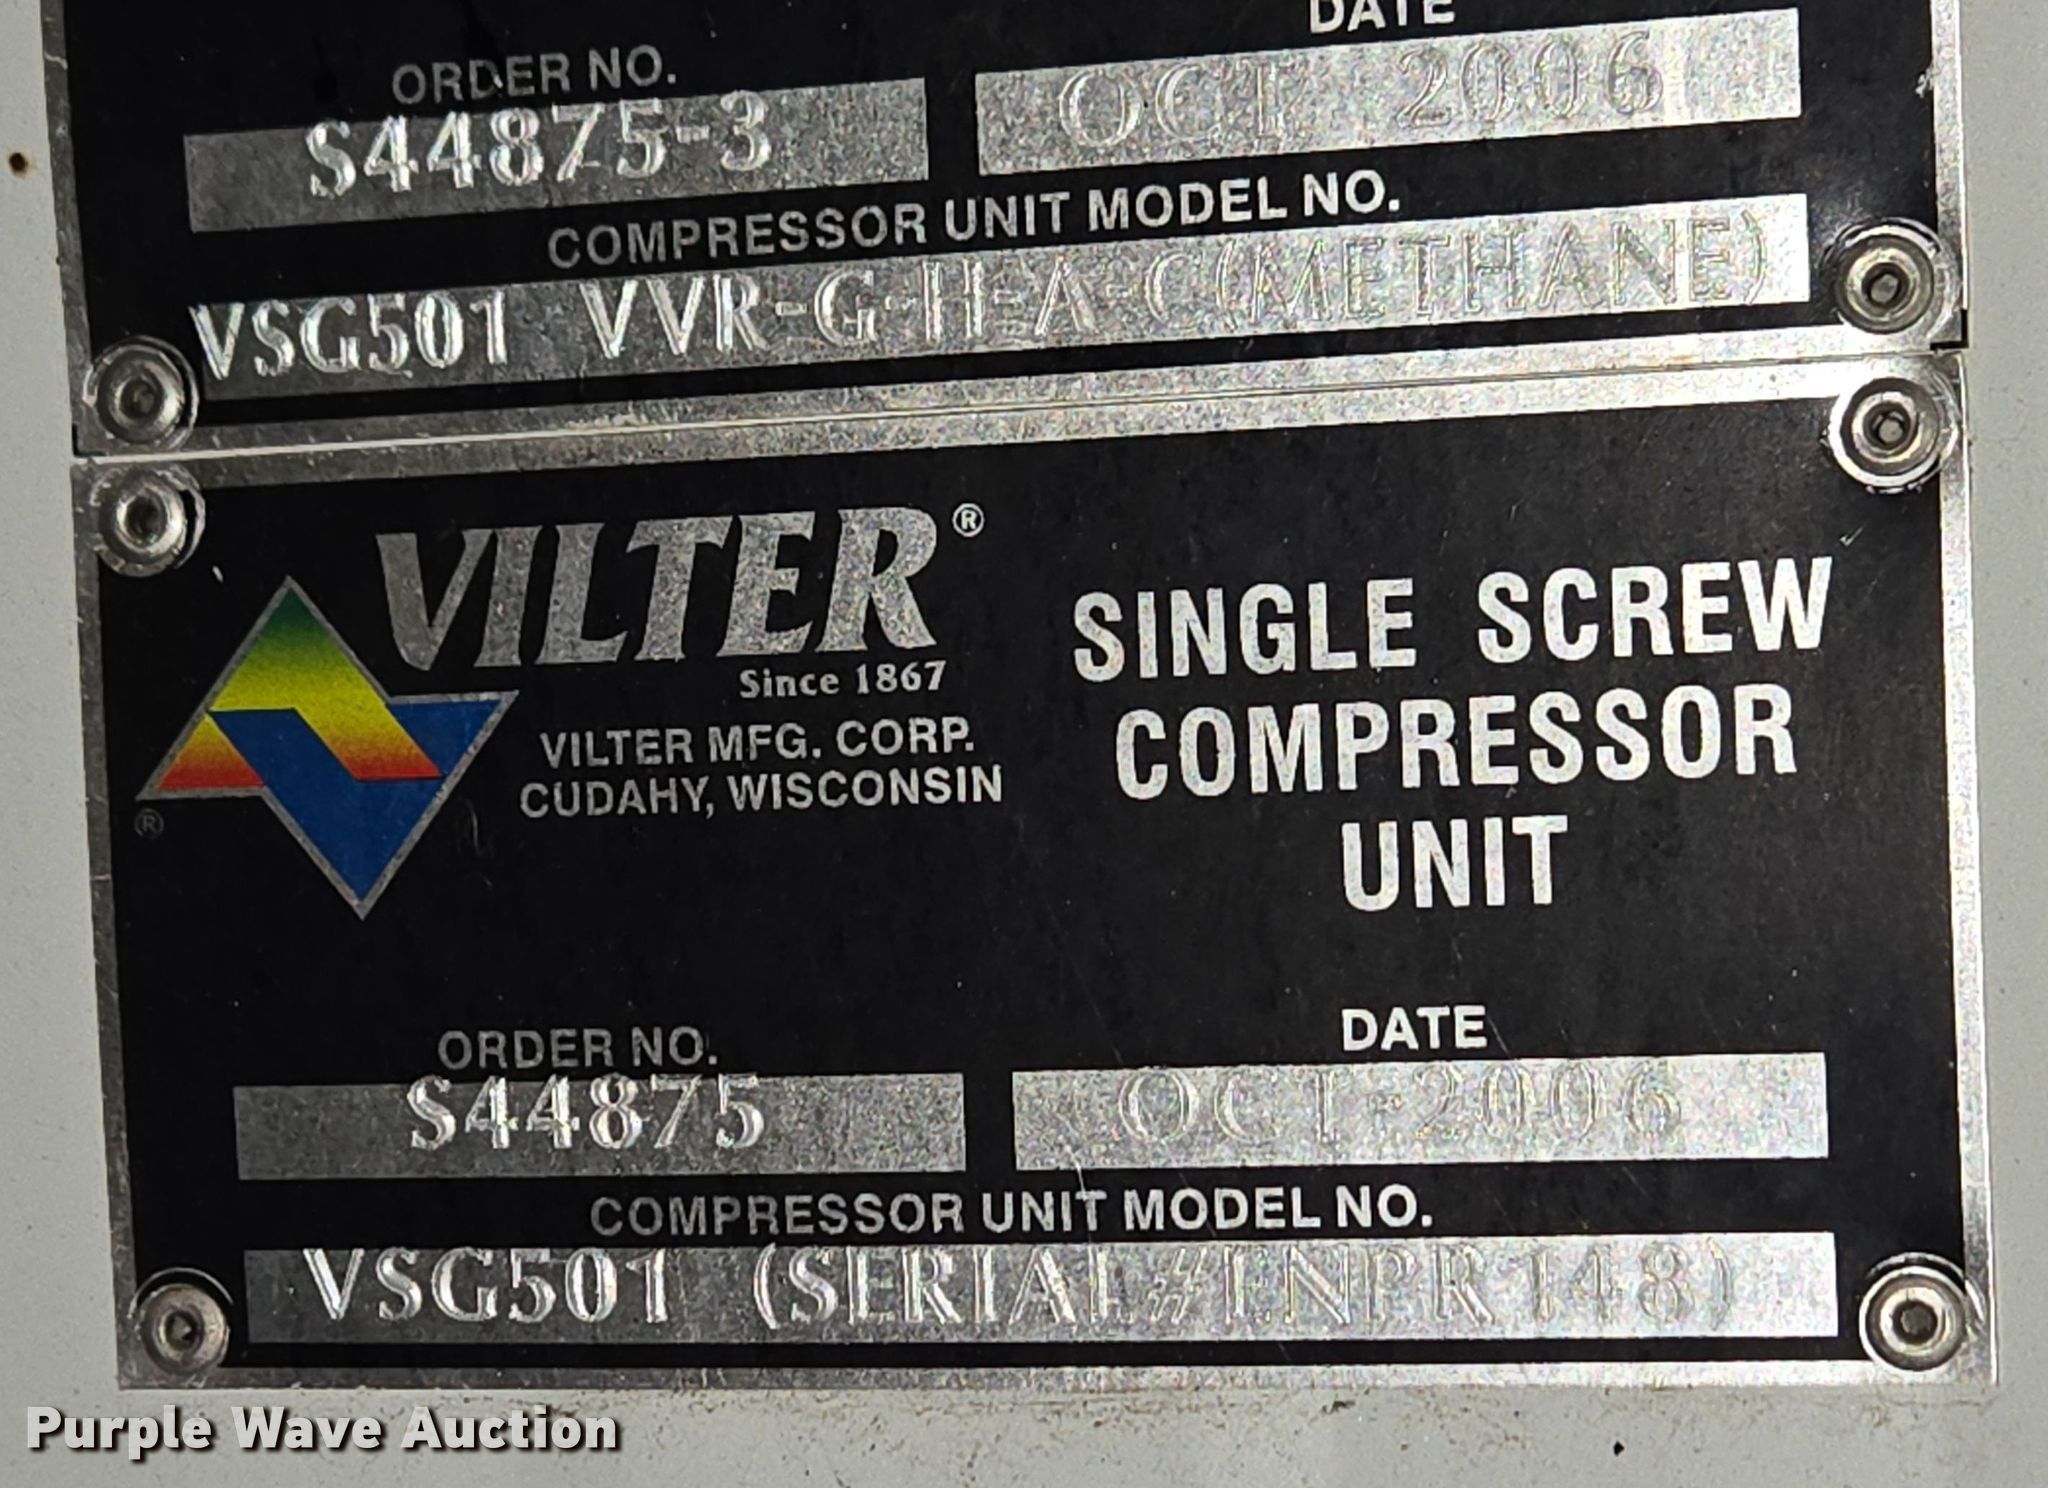 DATE
ORDER NO.
S44875-3
OCT 2006
COMPRESSOR UNIT MODEL NO.
VSG501 VVR-G-H-A-C(METHANE)
VILTER®
Since 1867
VILTER MFG. CORP.
CUDAHY, WISCONSIN
®
SINGLE SCREW
COMPRESSOR
UNIT
ORDER NO.
S44875
DATE
OCT 2006
COMPRESSOR UNIT MODEL NO.
VSG501 (SERIAL#ENPR148)
Purple Wave Auction